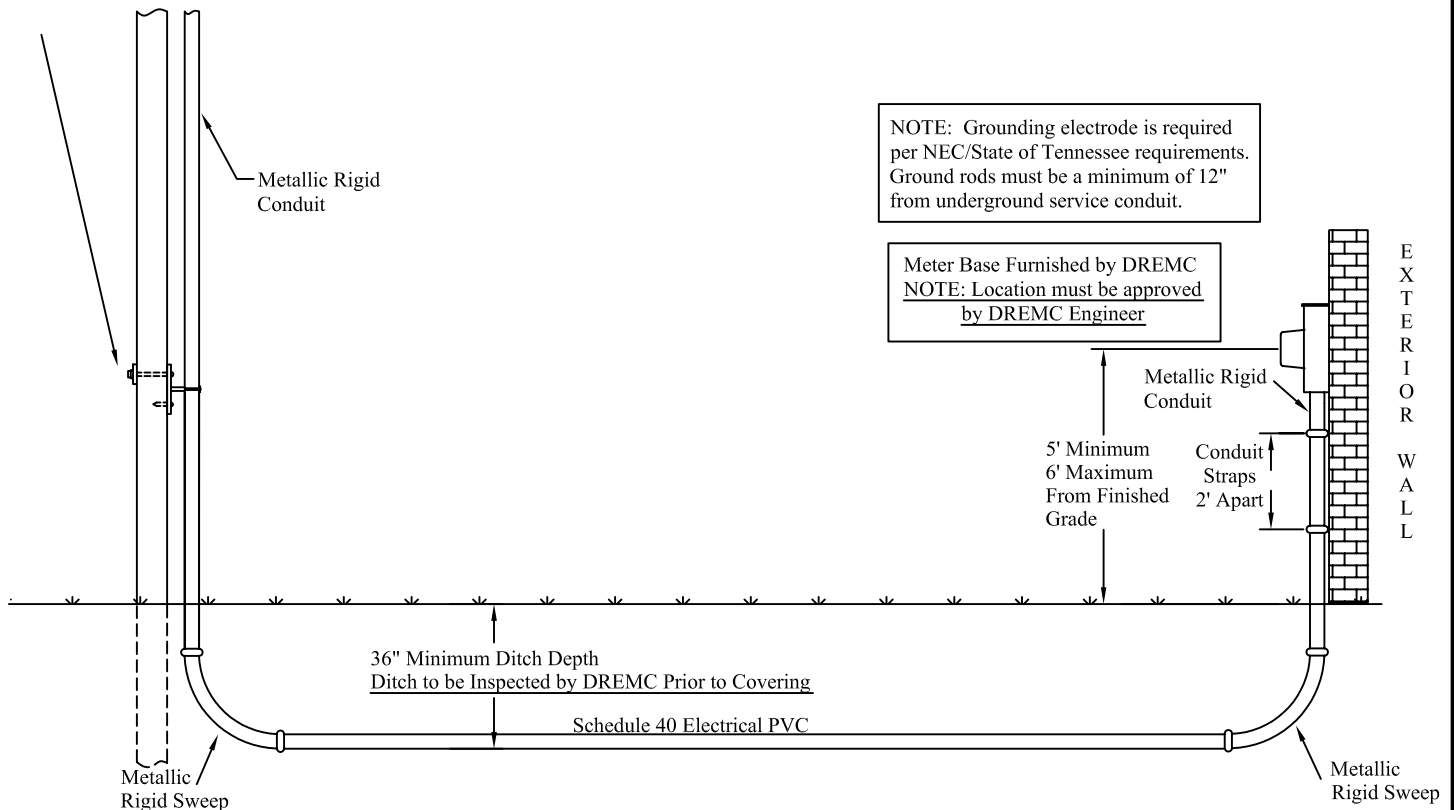 Metallic Rigid
Conduit
NOTE: Grounding electrode is required
per NEC/State of Tennessee requirements.
Ground rods must be a minimum of 12"
from underground service conduit.
Meter Base Furnished by DREMC
NOTE: Location must be approved
by DREMC Engineer
Metallic Rigid
Conduit
5' Minimum
6' Maximum
From Finished
Grade
Conduit
Straps
2' Apart
EXTERIOR WALL
36" Minimum Ditch Depth
Ditch to be Inspected by DREMC Prior to Covering
Schedule 40 Electrical PVC
Metallic
Rigid Sweep
Metallic
Rigid Sweep